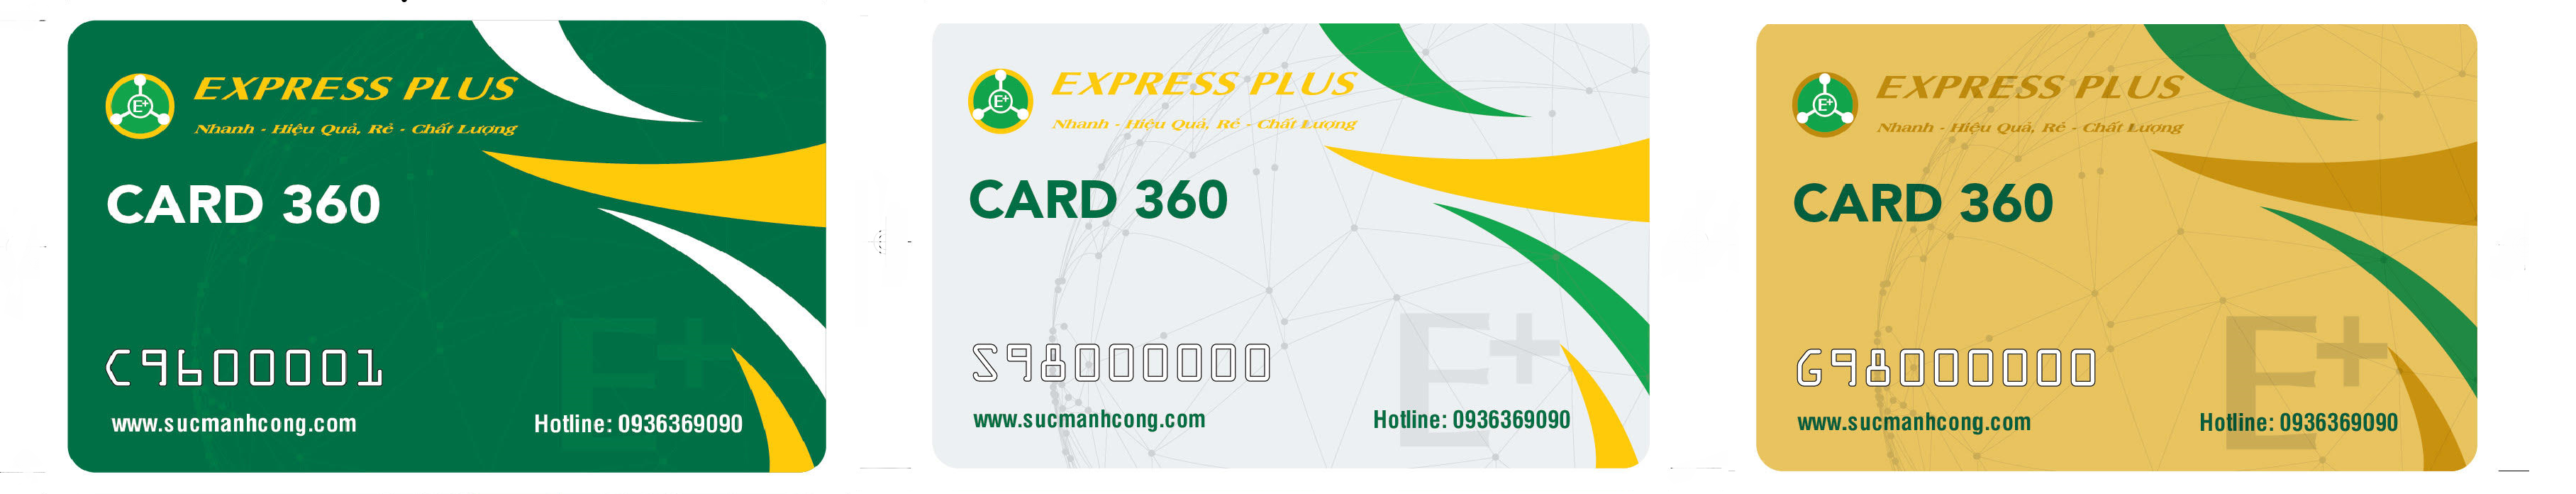 E+
EXPRESS PLUS
Nhanh - Hiệu Quả, Rẻ - Chất Lượng
CARD 360
E+
C9600001
www.sucmanhcong.com
Hotline: 0936369090
E+
EXPRESS PLUS
Nhanh - Hiệu Quả, Rẻ - Chất Lượng
CARD 360
E+
S98000000
www.sucmanhcong.com
Hotline: 0936369090
E+
EXPRESS PLUS
Nhanh - Hiệu Quả, Rẻ - Chất Lượng
CARD 360
E+
G98000000
www.sucmanhcong.com
Hotline: 0936369090